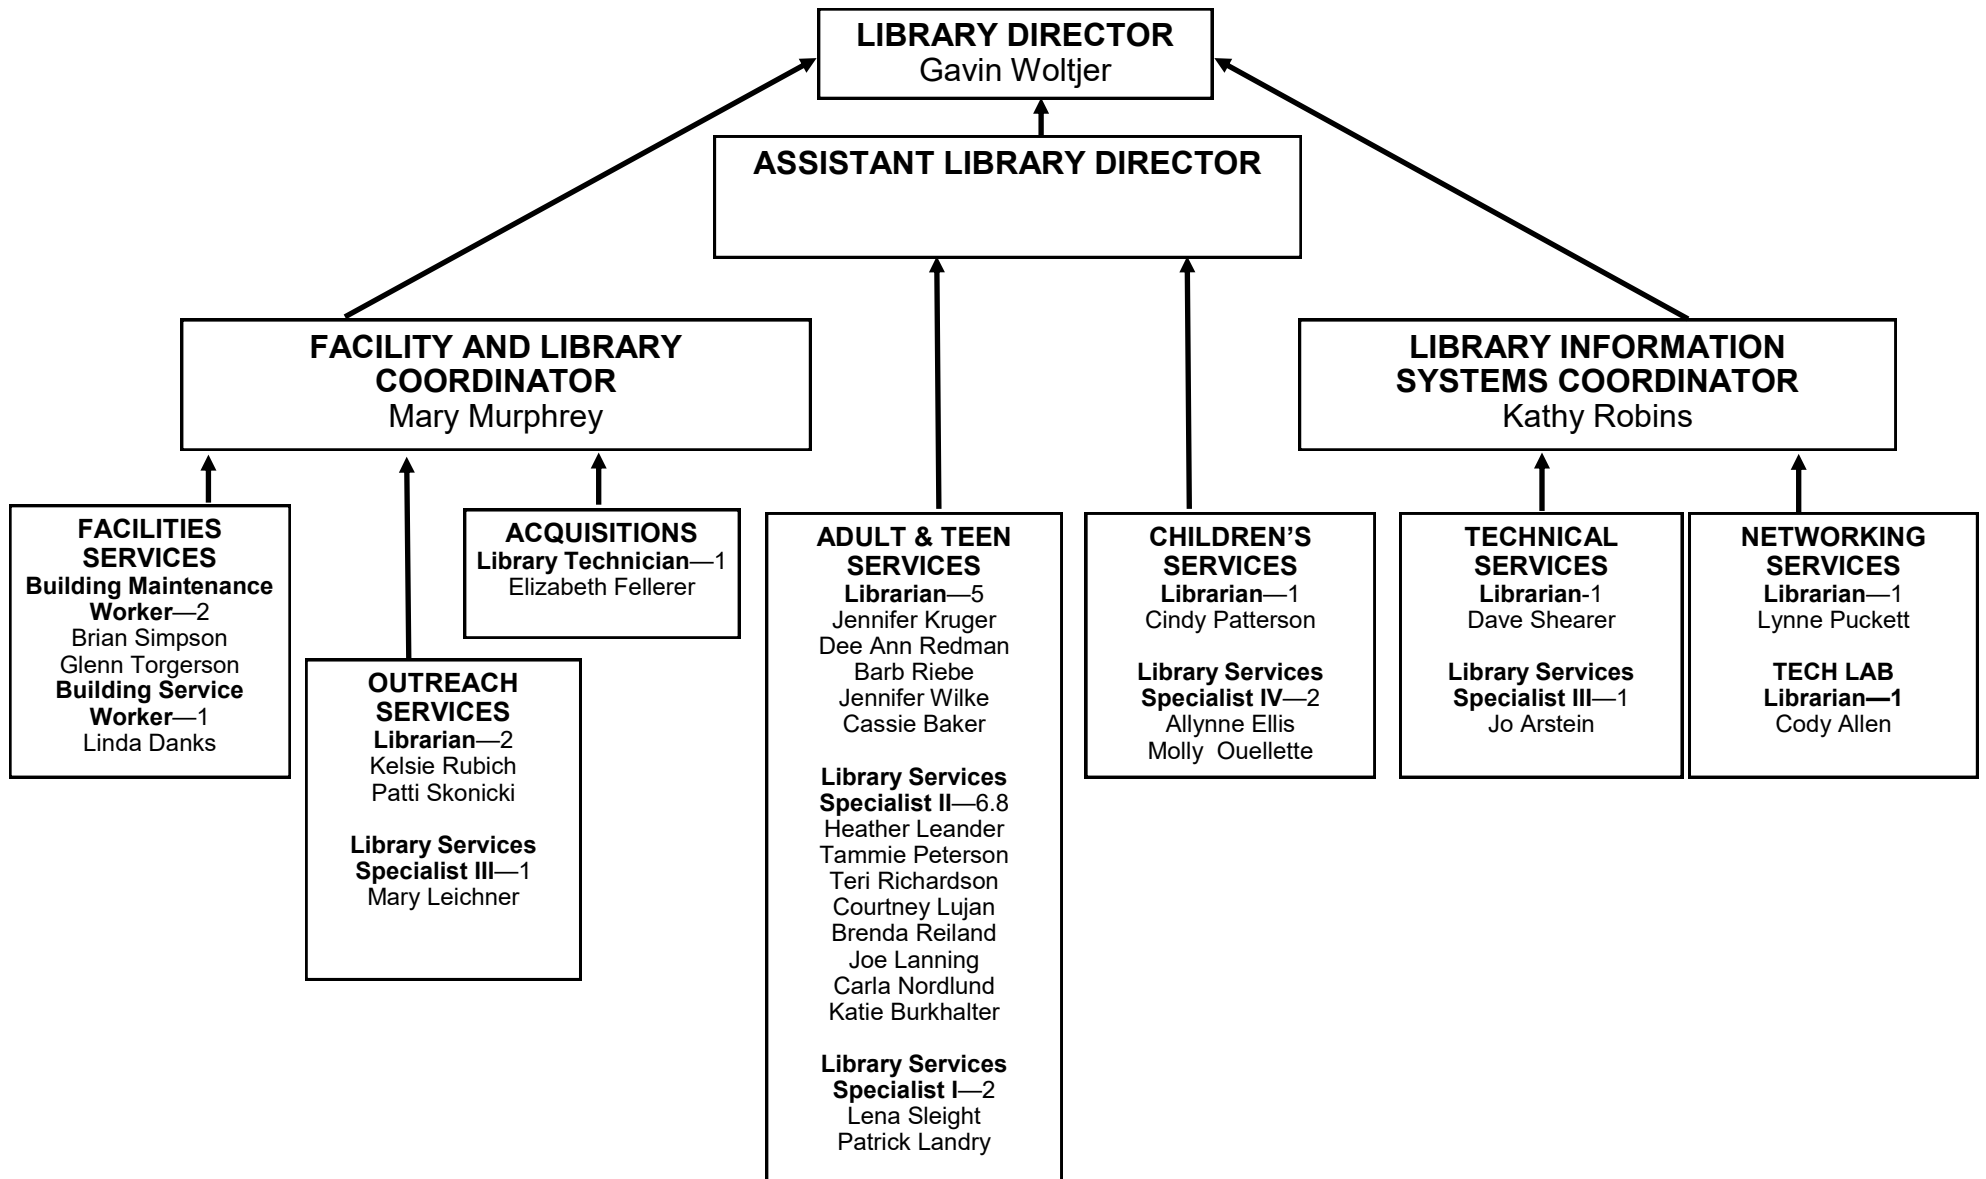 LIBRARY DIRECTOR
Gavin Woltjer
ASSISTANT LIBRARY DIRECTOR
FACILITY AND LIBRARY
COORDINATOR
Mary Murphrey
LIBRARY INFORMATION
SYSTEMS COORDINATOR
Kathy Robins
FACILITIES
SERVICES
Building Maintenance
Worker—2
Brian Simpson
Glenn Torgerson
Building Service
Worker—1
Linda Danks
OUTREACH
SERVICES
Librarian—2
Kelsie Rubich
Patti Skonicki
Library Services
Specialist III—1
Mary Leichner
ACQUISITIONS
Library Technician—1
Elizabeth Fellerer
ADULT & TEEN
SERVICES
Librarian—5
Jennifer Kruger
Dee Ann Redman
Barb Riebe
Jennifer Wilke
Cassie Baker
Library Services
Specialist II—6.8
Heather Leander
Tammie Peterson
Teri Richardson
Courtney Lujan
Brenda Reiland
Joe Lanning
Carla Nordlund
Katie Burkhalter
Library Services
Specialist I—2
Lena Sleight
Patrick Landry
CHILDREN’S
SERVICES
Librarian—1
Cindy Patterson
Library Services
Specialist IV—2
Allynne Ellis
Molly  Ouellette
TECHNICAL
SERVICES
Librarian-1
Dave Shearer
Library Services
Specialist III—1
Jo Arstein
NETWORKING
SERVICES
Librarian—1
Lynne Puckett
TECH LAB
Librarian—1
Cody Allen